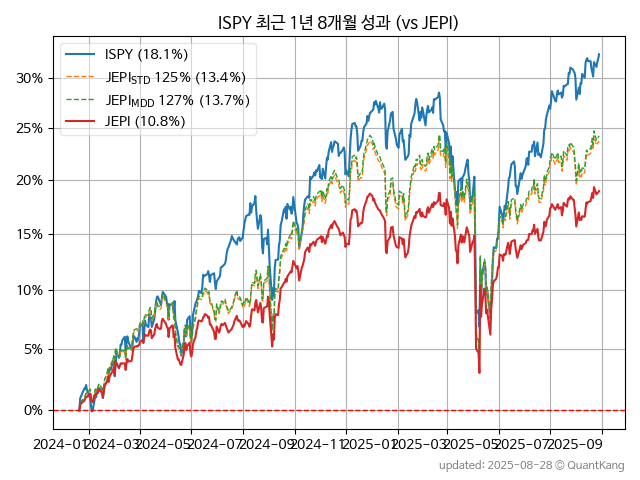 ISPY 최근 1년 8개월 성과 (vs JEPI)
ISPY (18.1%)
JEPI_STD 125% (13.4%)
JEPI_MDD 127% (13.7%)
JEPI (10.8%)
30%
25%
20%
15%
10%
5%
0%
2024-01 2024-03 2024-05 2024-07 2024-09 2024-11 2025-01 2025-03 2025-05 2025-07 2025-09
updated: 2025-08-28 © QuantKang